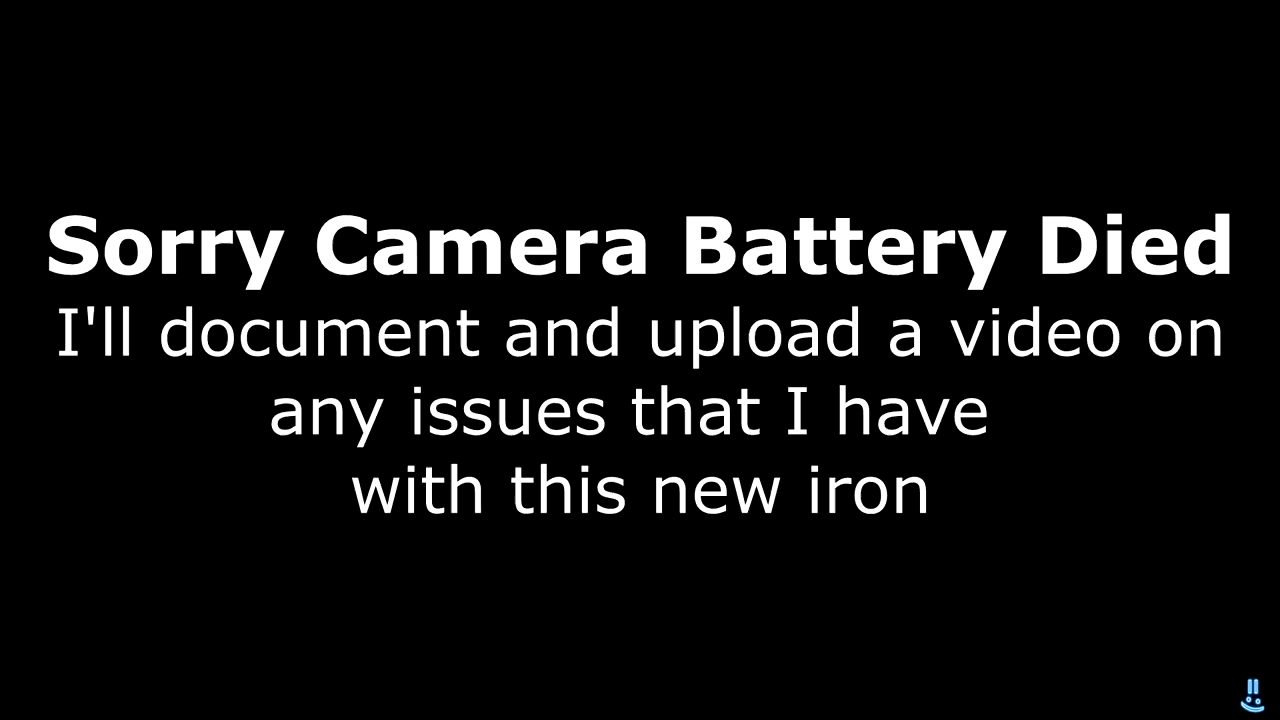 Sorry Camera Battery Died
I'll document and upload a video on
any issues that I have
with this new iron